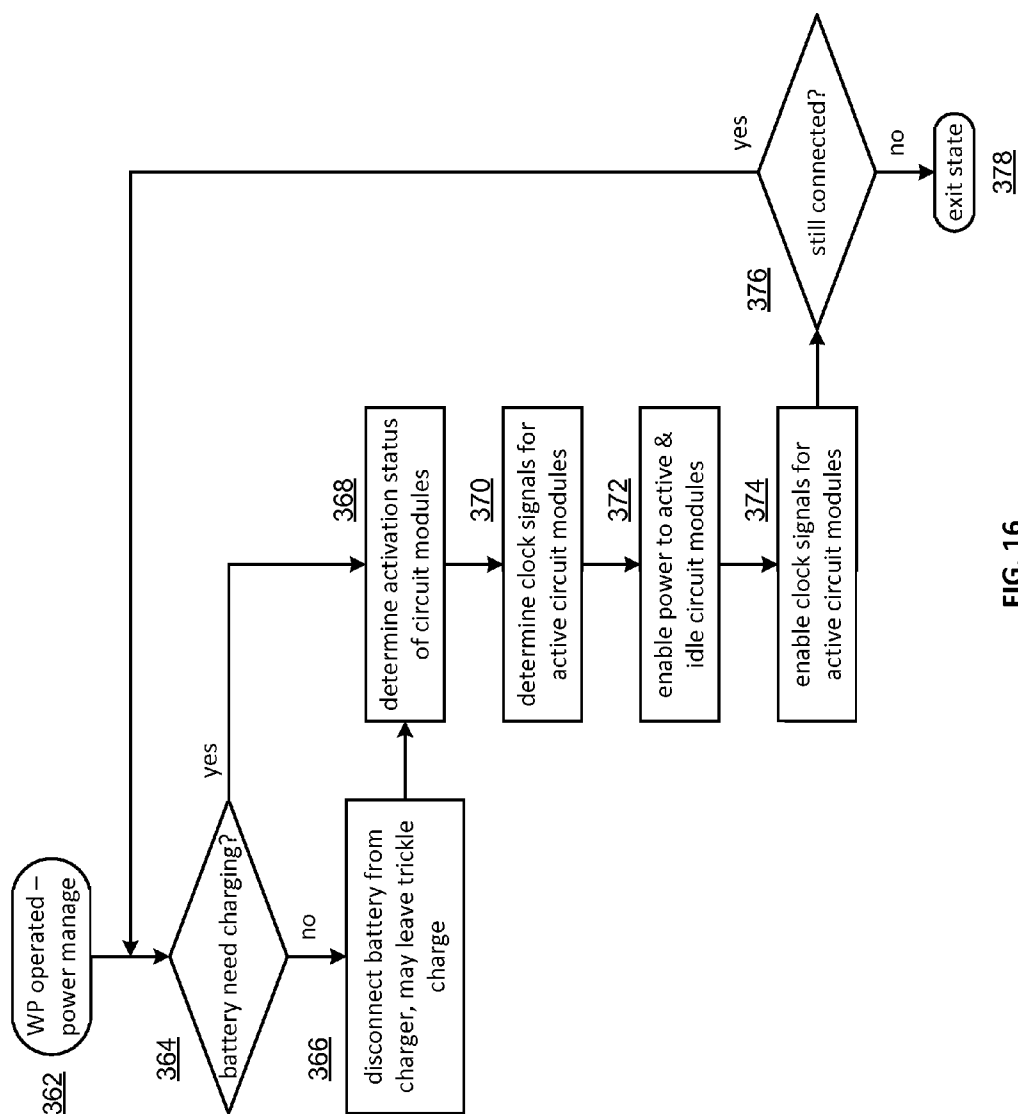 WP operated –
power manage
362
battery need charging?
364
yes
no
disconnect battery from
charger, may leave trickle
charge
366
determine activation status
of circuit modules
368
determine clock signals for
active circuit modules
370
enable power to active &
idle circuit modules
372
enable clock signals for
active circuit modules
374
still connected?
376
yes
no
exit state
378
FIG. 16